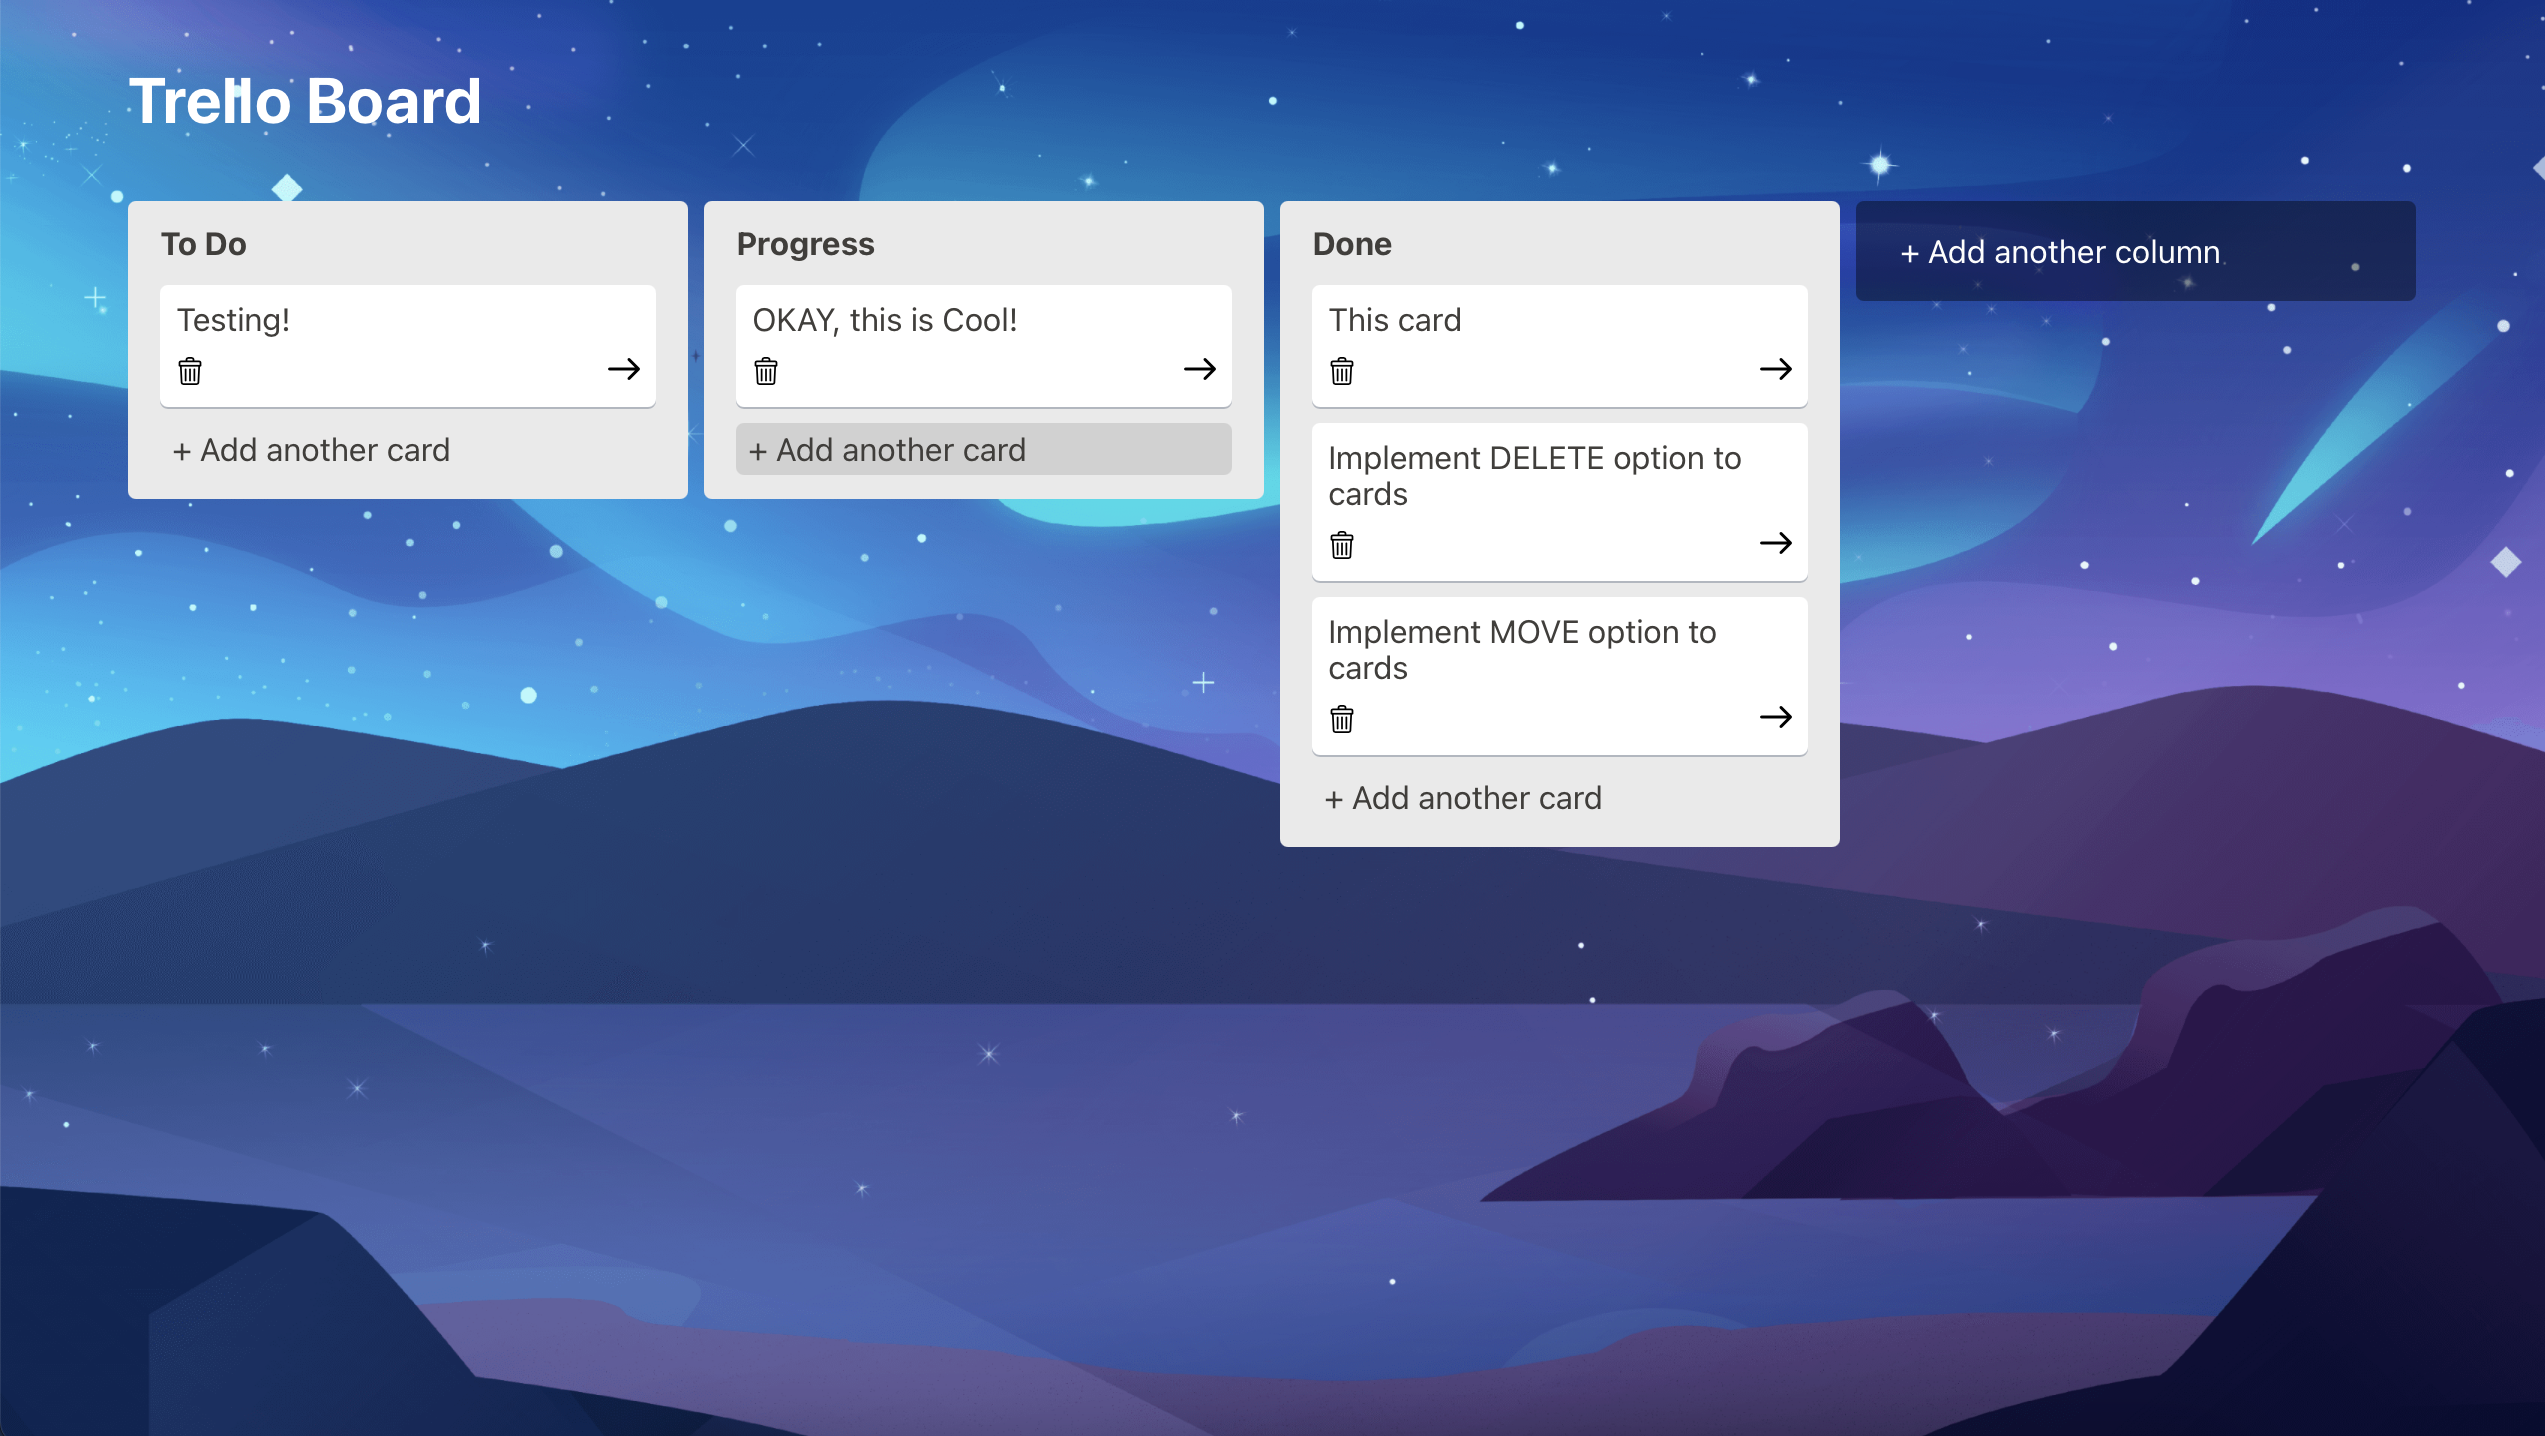 Trello Board
To Do
Testing!
+ Add another card
Progress
OKAY, this is Cool!
+ Add another card
Done
This card
Implement DELETE option to
cards
Implement MOVE option to
cards
+ Add another card
+ Add another column